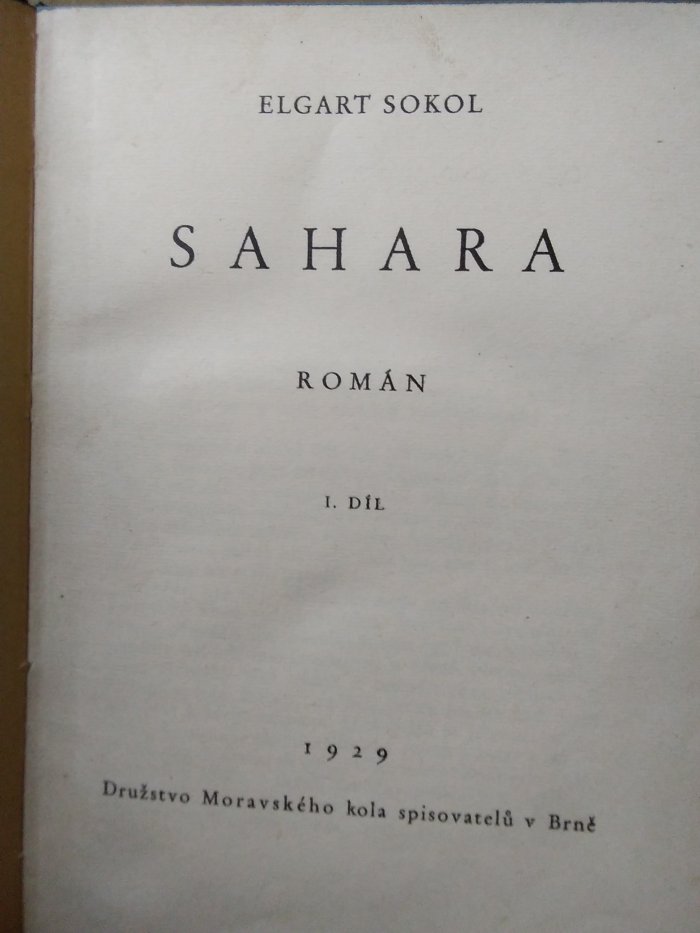 ELGART SOKOL
SAHARA
ROMÁN
I. DÍL
1929
Družstvo Moravského kola spisovatelů v Brně